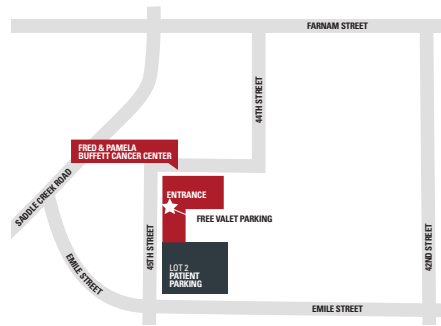 FARNAM STREET
44TH STREET
FRED & PAMELA
BUFFETT CANCER CENTER
SADDLE CREEK ROAD
ENTRANCE
FREE VALET PARKING
45TH STREET
42ND STREET
LOT 2
PATIENT
PARKING
EMILE STREET
EMILE STREET